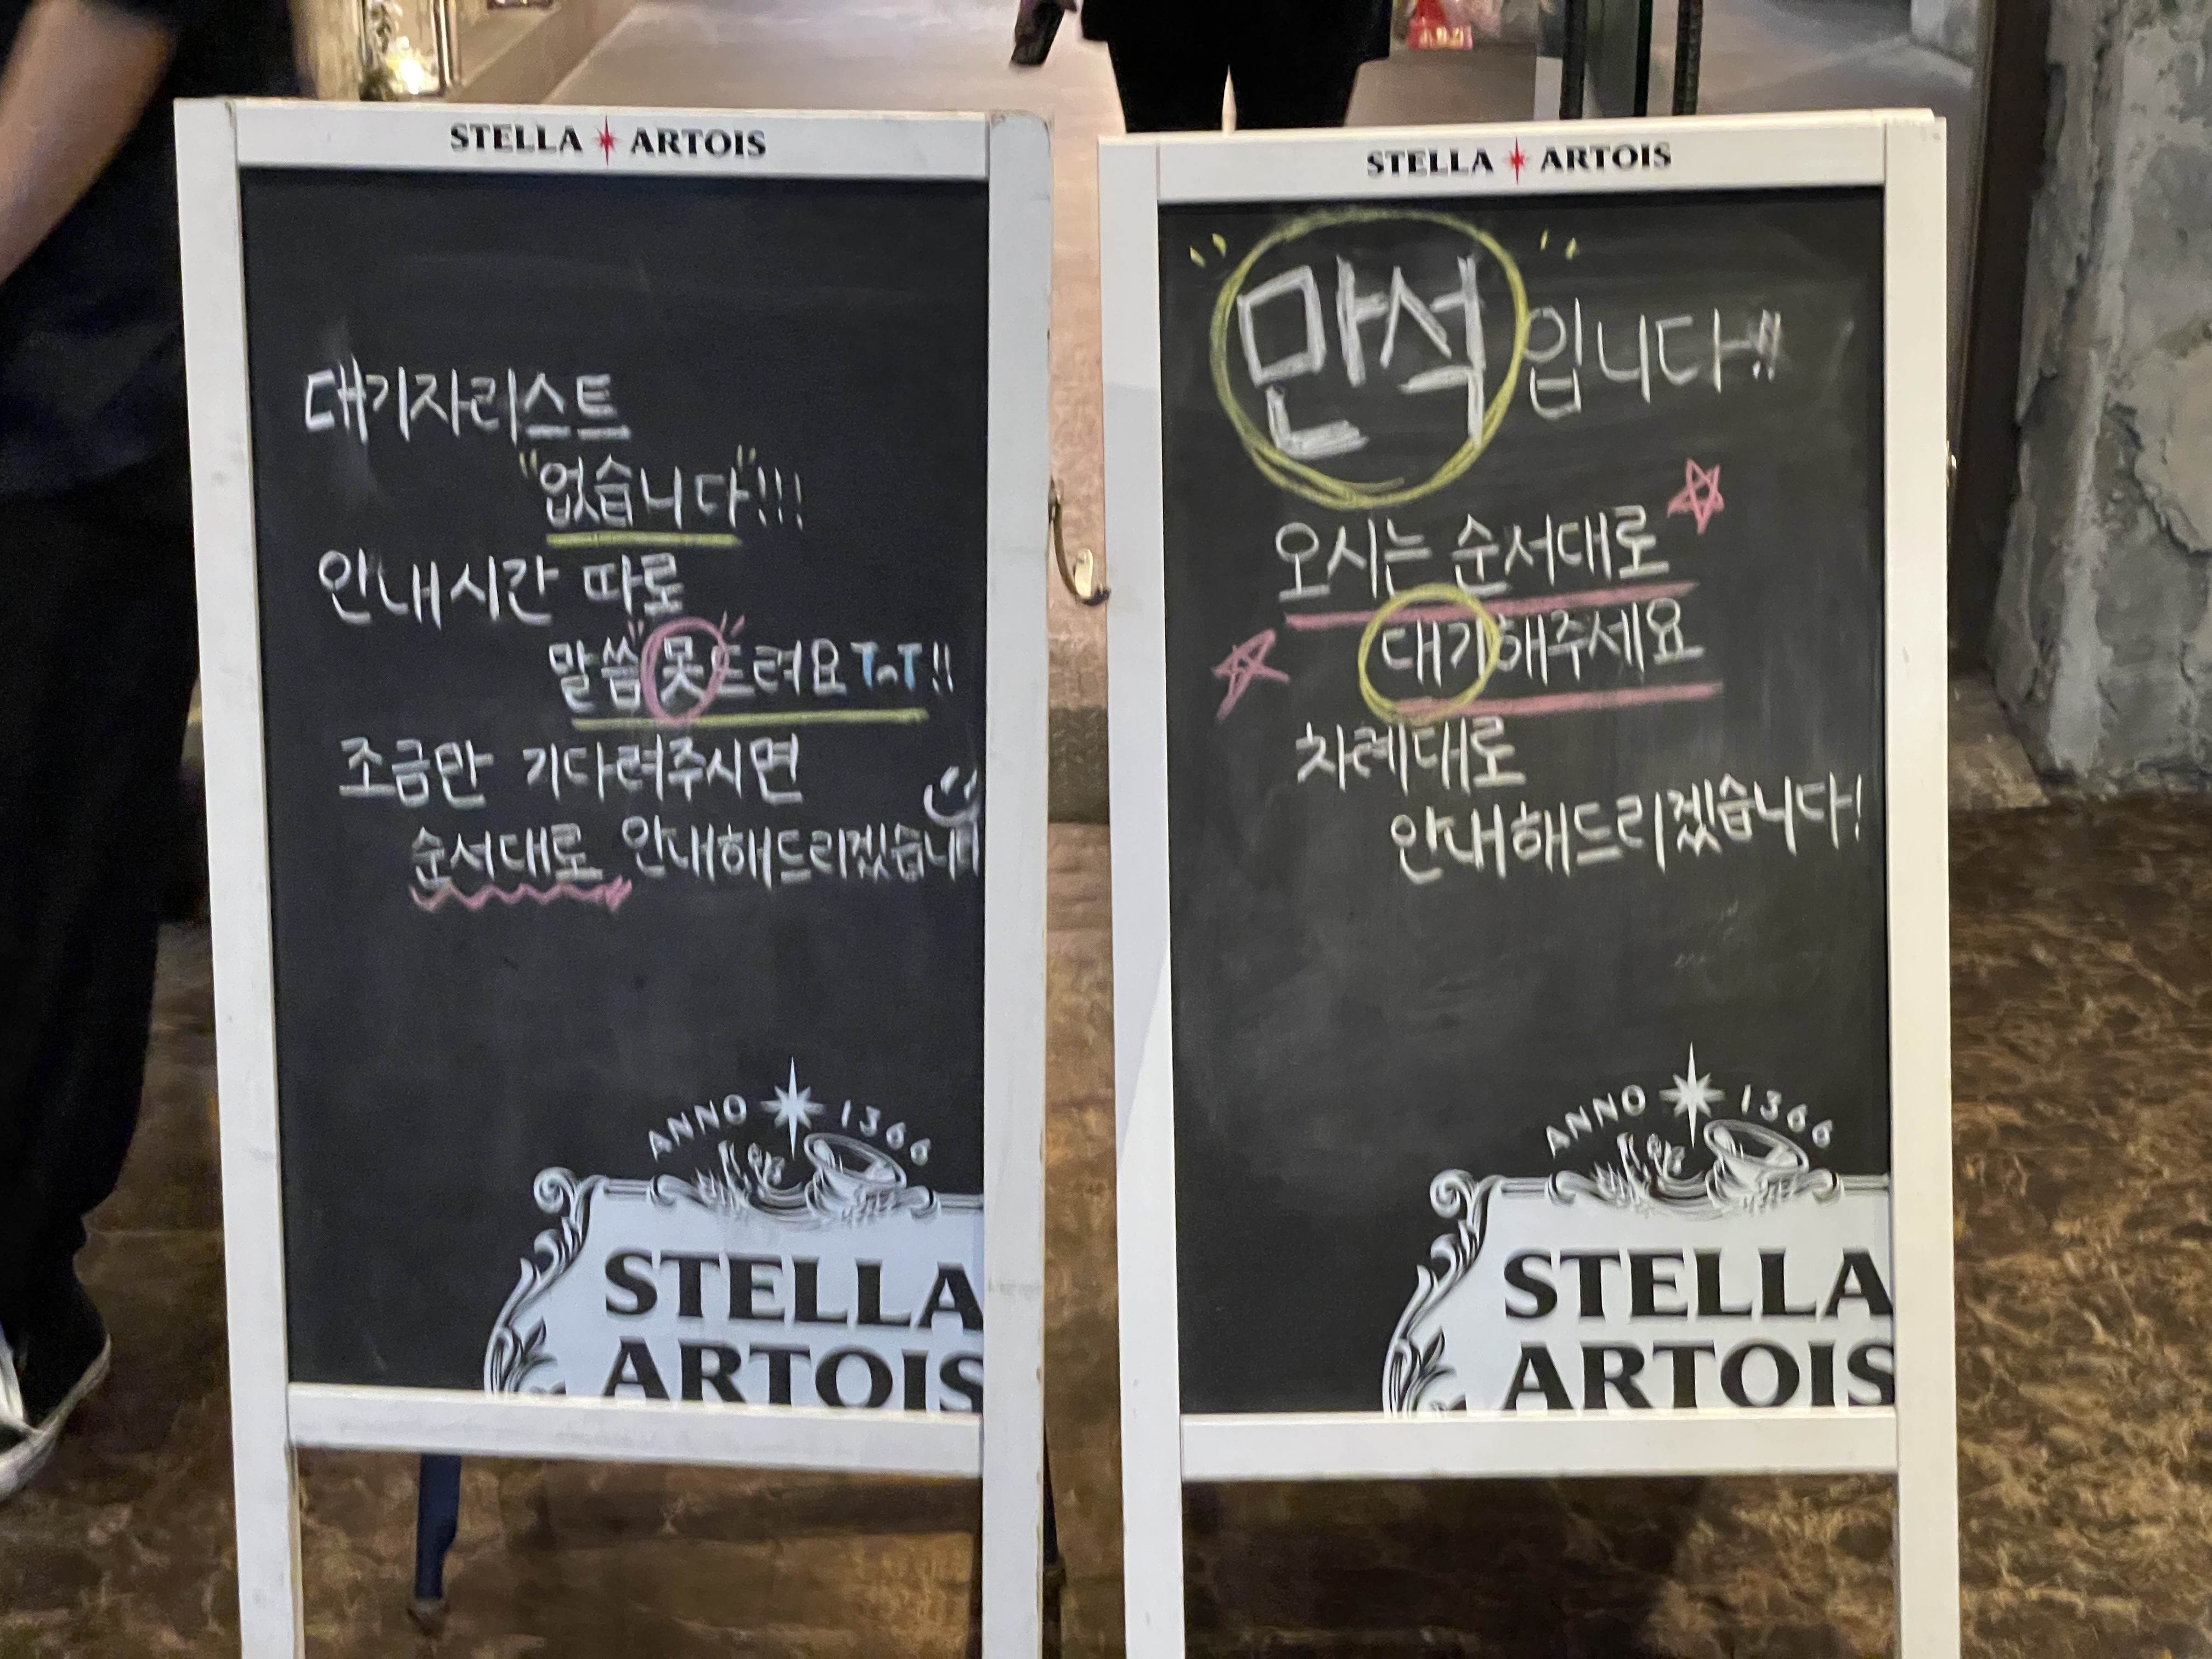 STELLA ARTOIS
대기자리스트
"없습니다"!!!
안내시간 따로
말씀 못드려요 T^T!!
조금만 기다려주시면
순서대로 안내해드리겠습니다
ANNO 1366
STELLA
ARTOIS
STELLA ARTOIS
만석입니다!!
오시는 순서대로
대기해주세요
차례대로
안내해드리겠습니다!
ANNO 1366
STELLA
ARTOIS